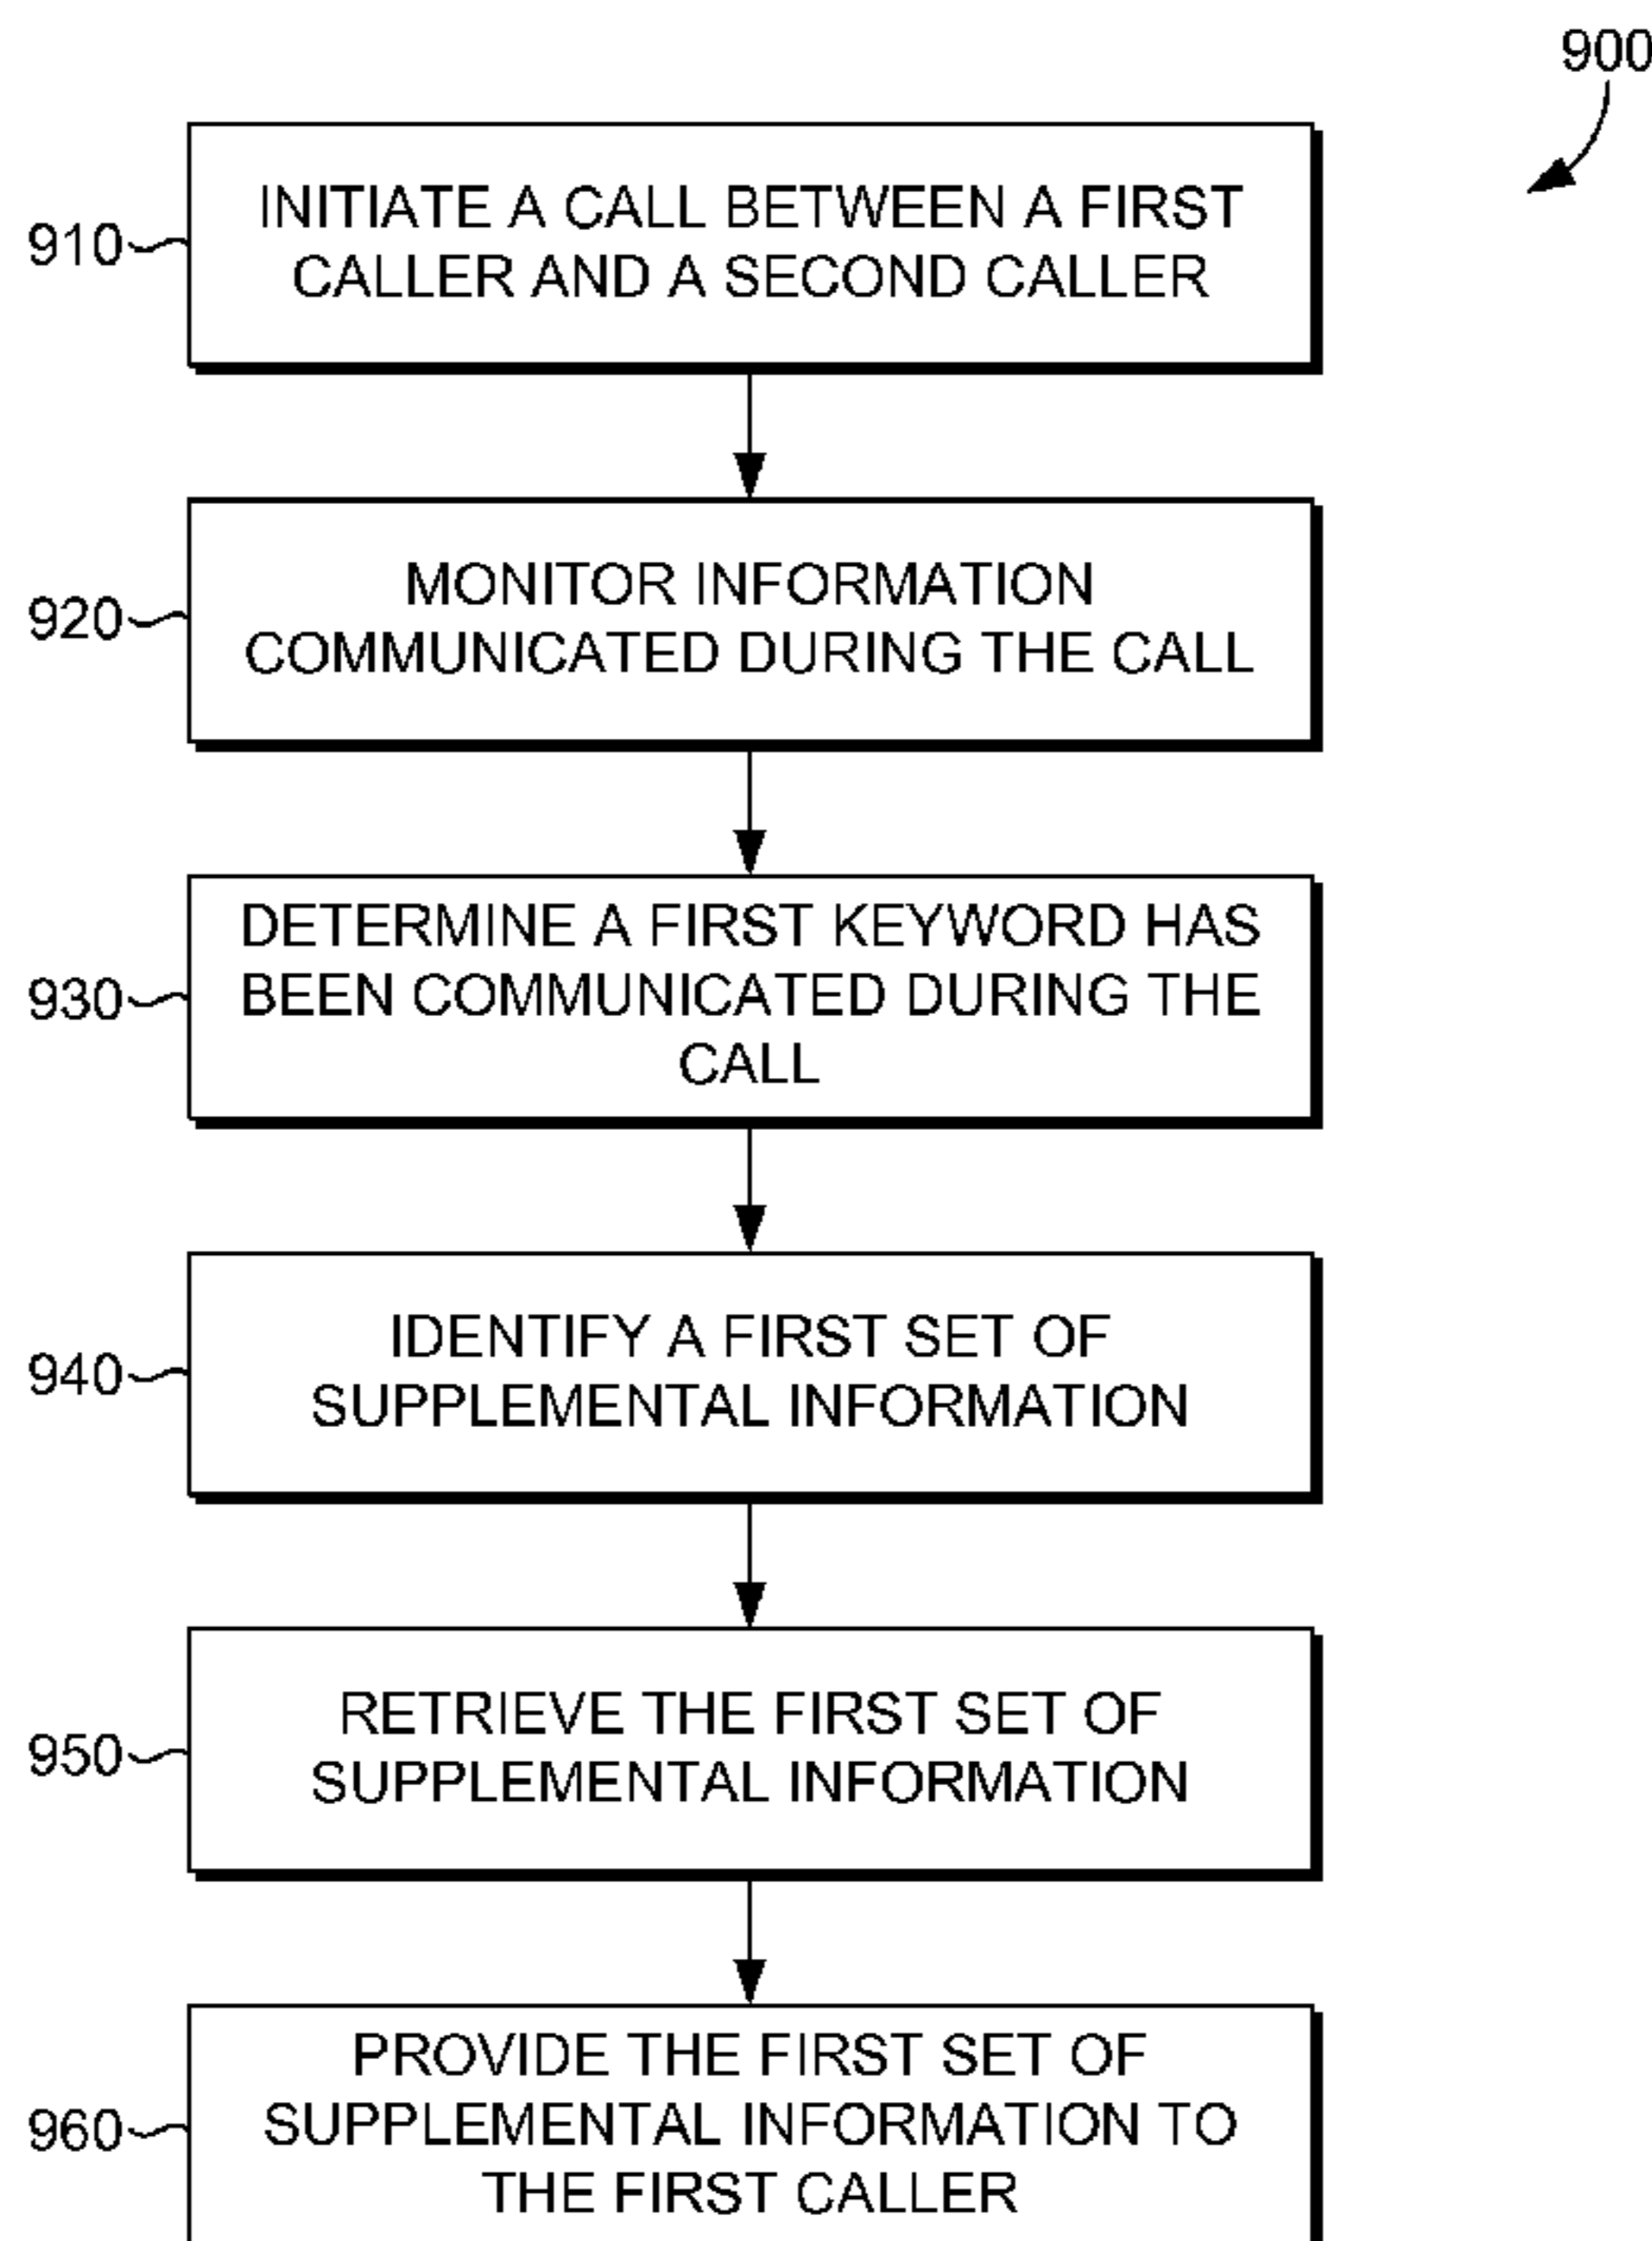 900
910
INITIATE A CALL BETWEEN A FIRST
CALLER AND A SECOND CALLER
920
MONITOR INFORMATION
COMMUNICATED DURING THE CALL
930
DETERMINE A FIRST KEYWORD HAS
BEEN COMMUNICATED DURING THE
CALL
940
IDENTIFY A FIRST SET OF
SUPPLEMENTAL INFORMATION
950
RETRIEVE THE FIRST SET OF
SUPPLEMENTAL INFORMATION
960
PROVIDE THE FIRST SET OF
SUPPLEMENTAL INFORMATION TO
THE FIRST CALLER